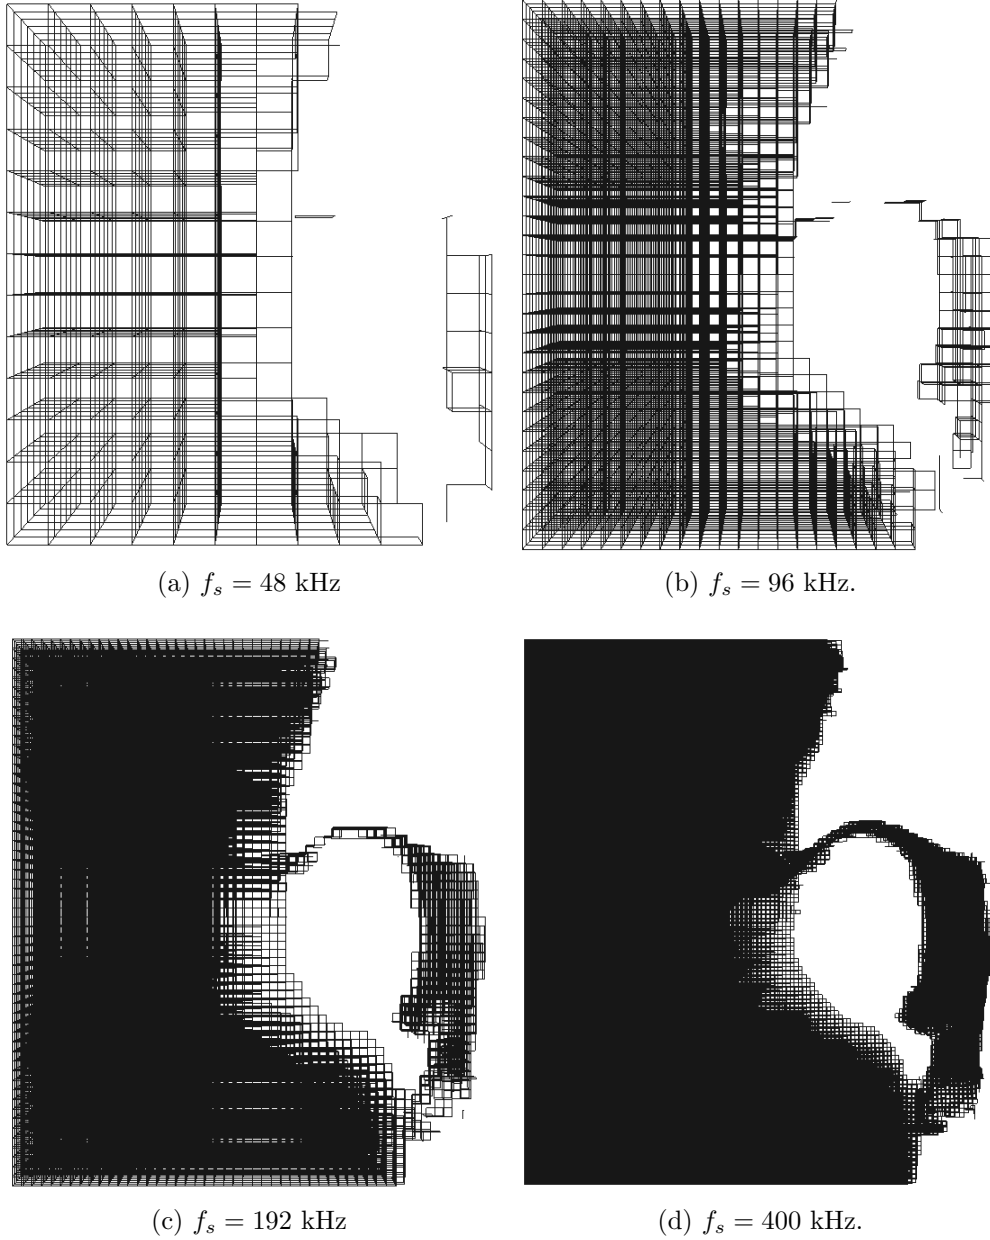 (a) f_s = 48 kHz
(b) f_s = 96 kHz.
(c) f_s = 192 kHz
(d) f_s = 400 kHz.